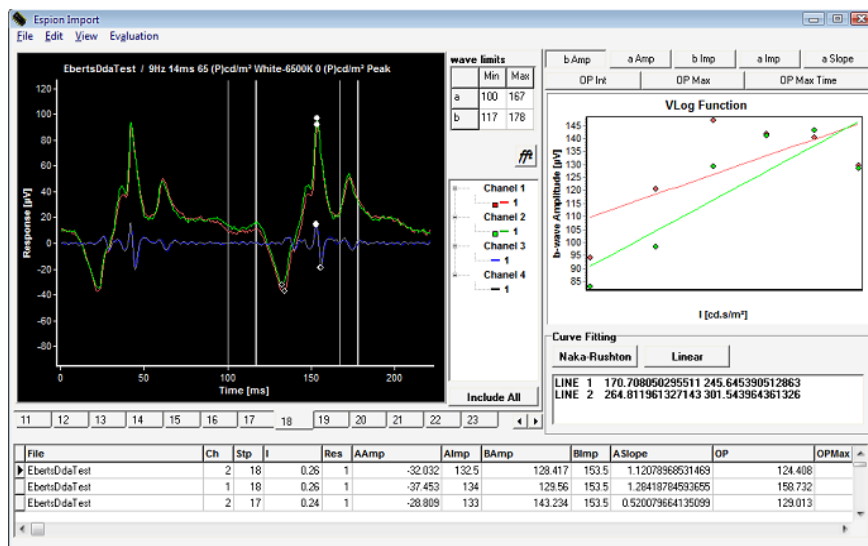 Espion Import
File Edit View Evaluation
EbertsDdaTest / 9Hz 14ms 65 (P)cd/m² White-6500K 0 (P)cd/m² Peak
120
100
80
60
40
20
0
-20
-40
-60
-80
Response [µV]
0 50 100 150 200
Time [ms]
wave limits
Min Max
a 100 167
b 117 178
fft
Chanel 1
1
Chanel 2
1
Chanel 3
1
Chanel 4
1
Include All
b Amp a Amp b Imp a Imp a Slope
OP Int OP Max OP Max Time
VLog Function
145
140
135
130
125
120
115
110
105
100
95
90
85
b-wave Amplitude [µV]
I [cd.s/m²]
Curve Fitting
Naka-Rushton Linear
LINE 1 170.708050295511 245.645390512863
LINE 2 264.811961327143 301.543964361326
11 12 13 14 15 16 17 18 19 20 21 22 23
File Ch Stp I Res AAmp AImp BAmp BImp ASlope OP OPMax
EbertsDdaTest 2 18 0.26 1 -32.032 132.5 128.417 153.5 1.12078968531469 124.408
EbertsDdaTest 1 18 0.26 1 -37.453 134 129.56 153.5 1.28418784593655 158.732
EbertsDdaTest 2 17 0.24 1 -28.809 133 143.234 153.5 0.520079664135099 129.013